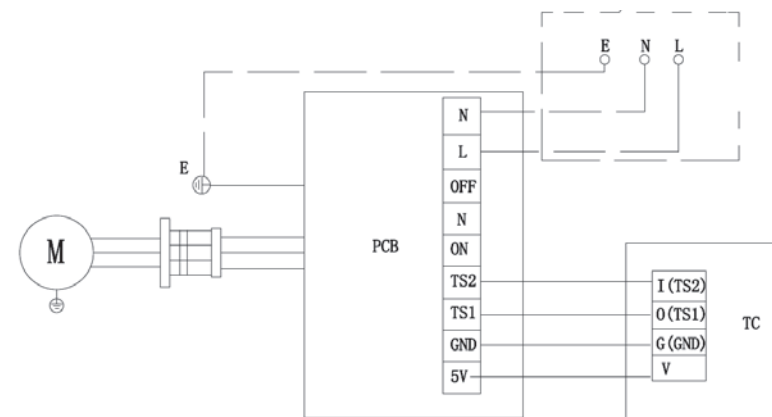 E N L
N
L
E
OFF
N
M
PCB
ON
TS2
I(TS2)
TS1
O(TS1)
TC
GND
G(GND)
5V
V